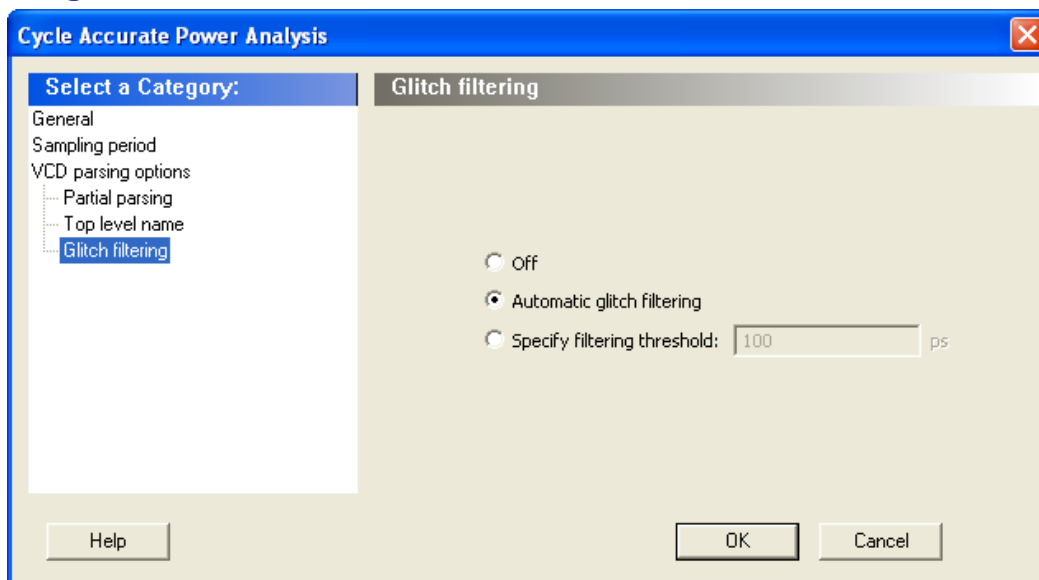 Cycle Accurate Power Analysis
Select a Category:
General
Sampling period
VCD parsing options
Partial parsing
Top level name
Glitch filtering
Glitch filtering
Off
Automatic glitch filtering
Specify filtering threshold: 100 ps
Help
OK
Cancel